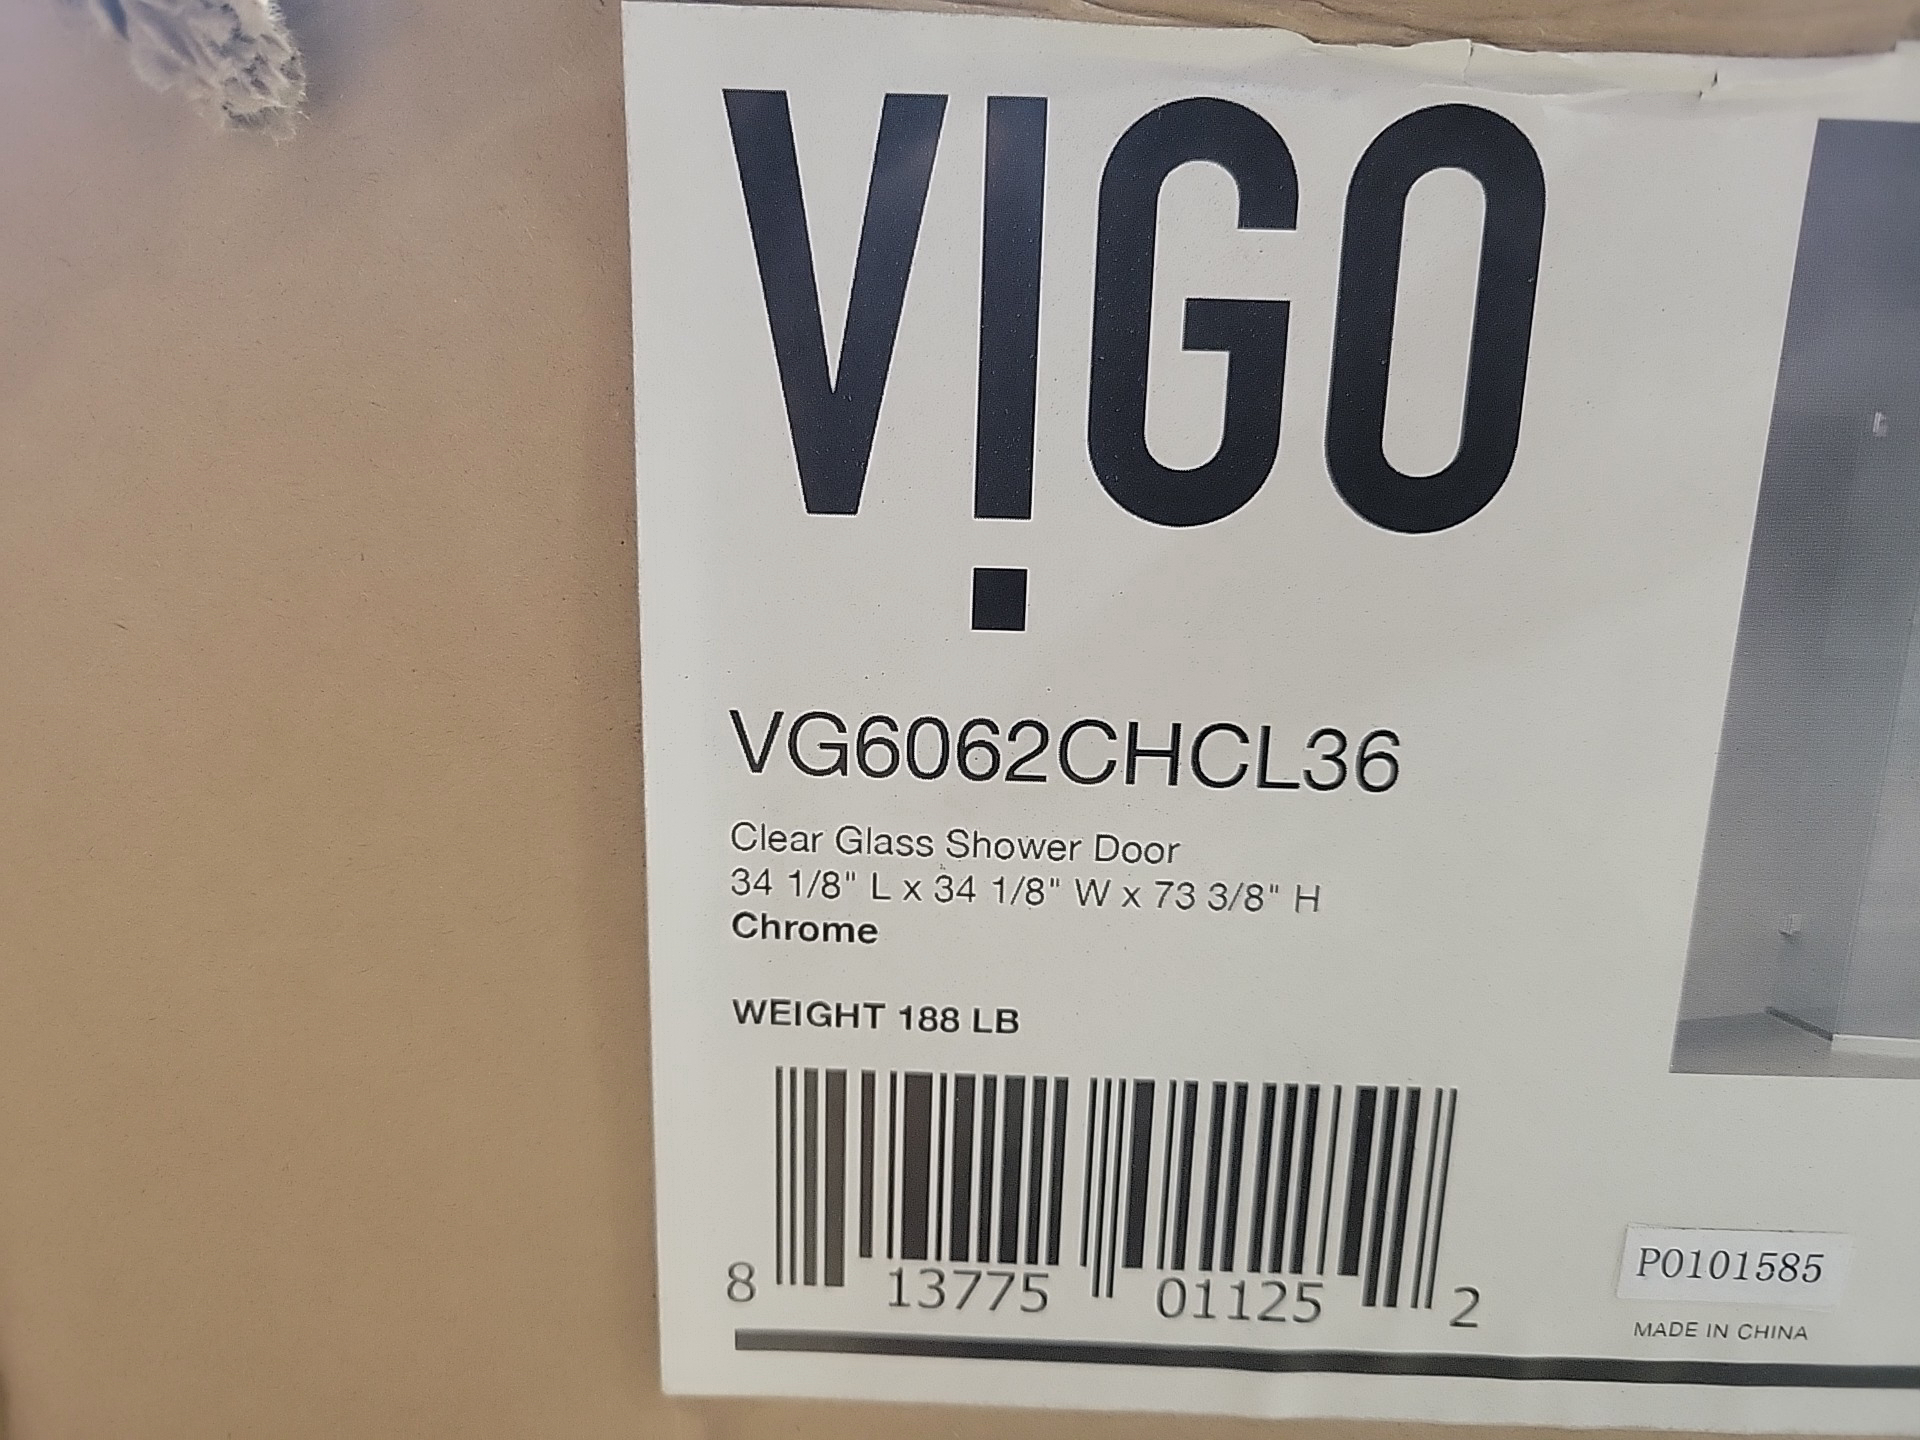 VIGO
VG6062CHCL36
Clear Glass Shower Door
34 1/8" L x 34 1/8" W x 73 3/8" H
Chrome
WEIGHT 188 LB
8 13775 01125 2
PO101585
MADE IN CHINA